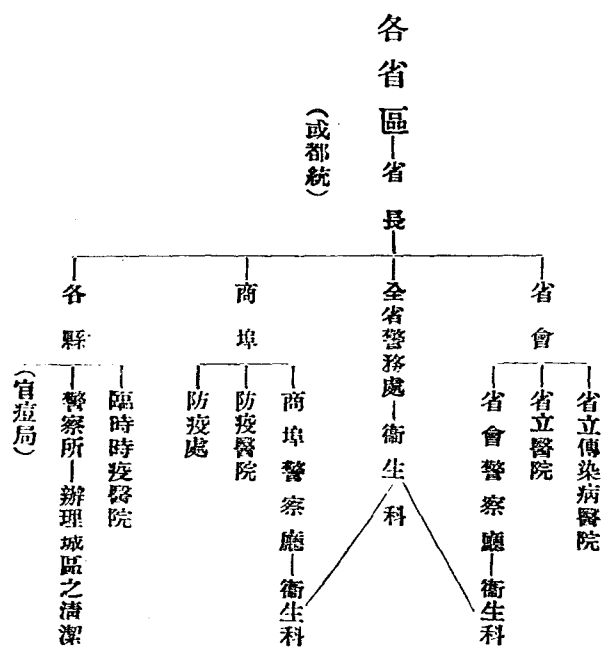 各省區—省長
(或都統)
省會
全省警務處—衞生科
商埠
各縣
省立傳染病醫院
省立醫院
省會警察廳—衞生科
商埠警察廳—衞生科
防疫醫院
防疫處
臨時時疫醫院
警察所—辦理城區之清潔
(官痘局)